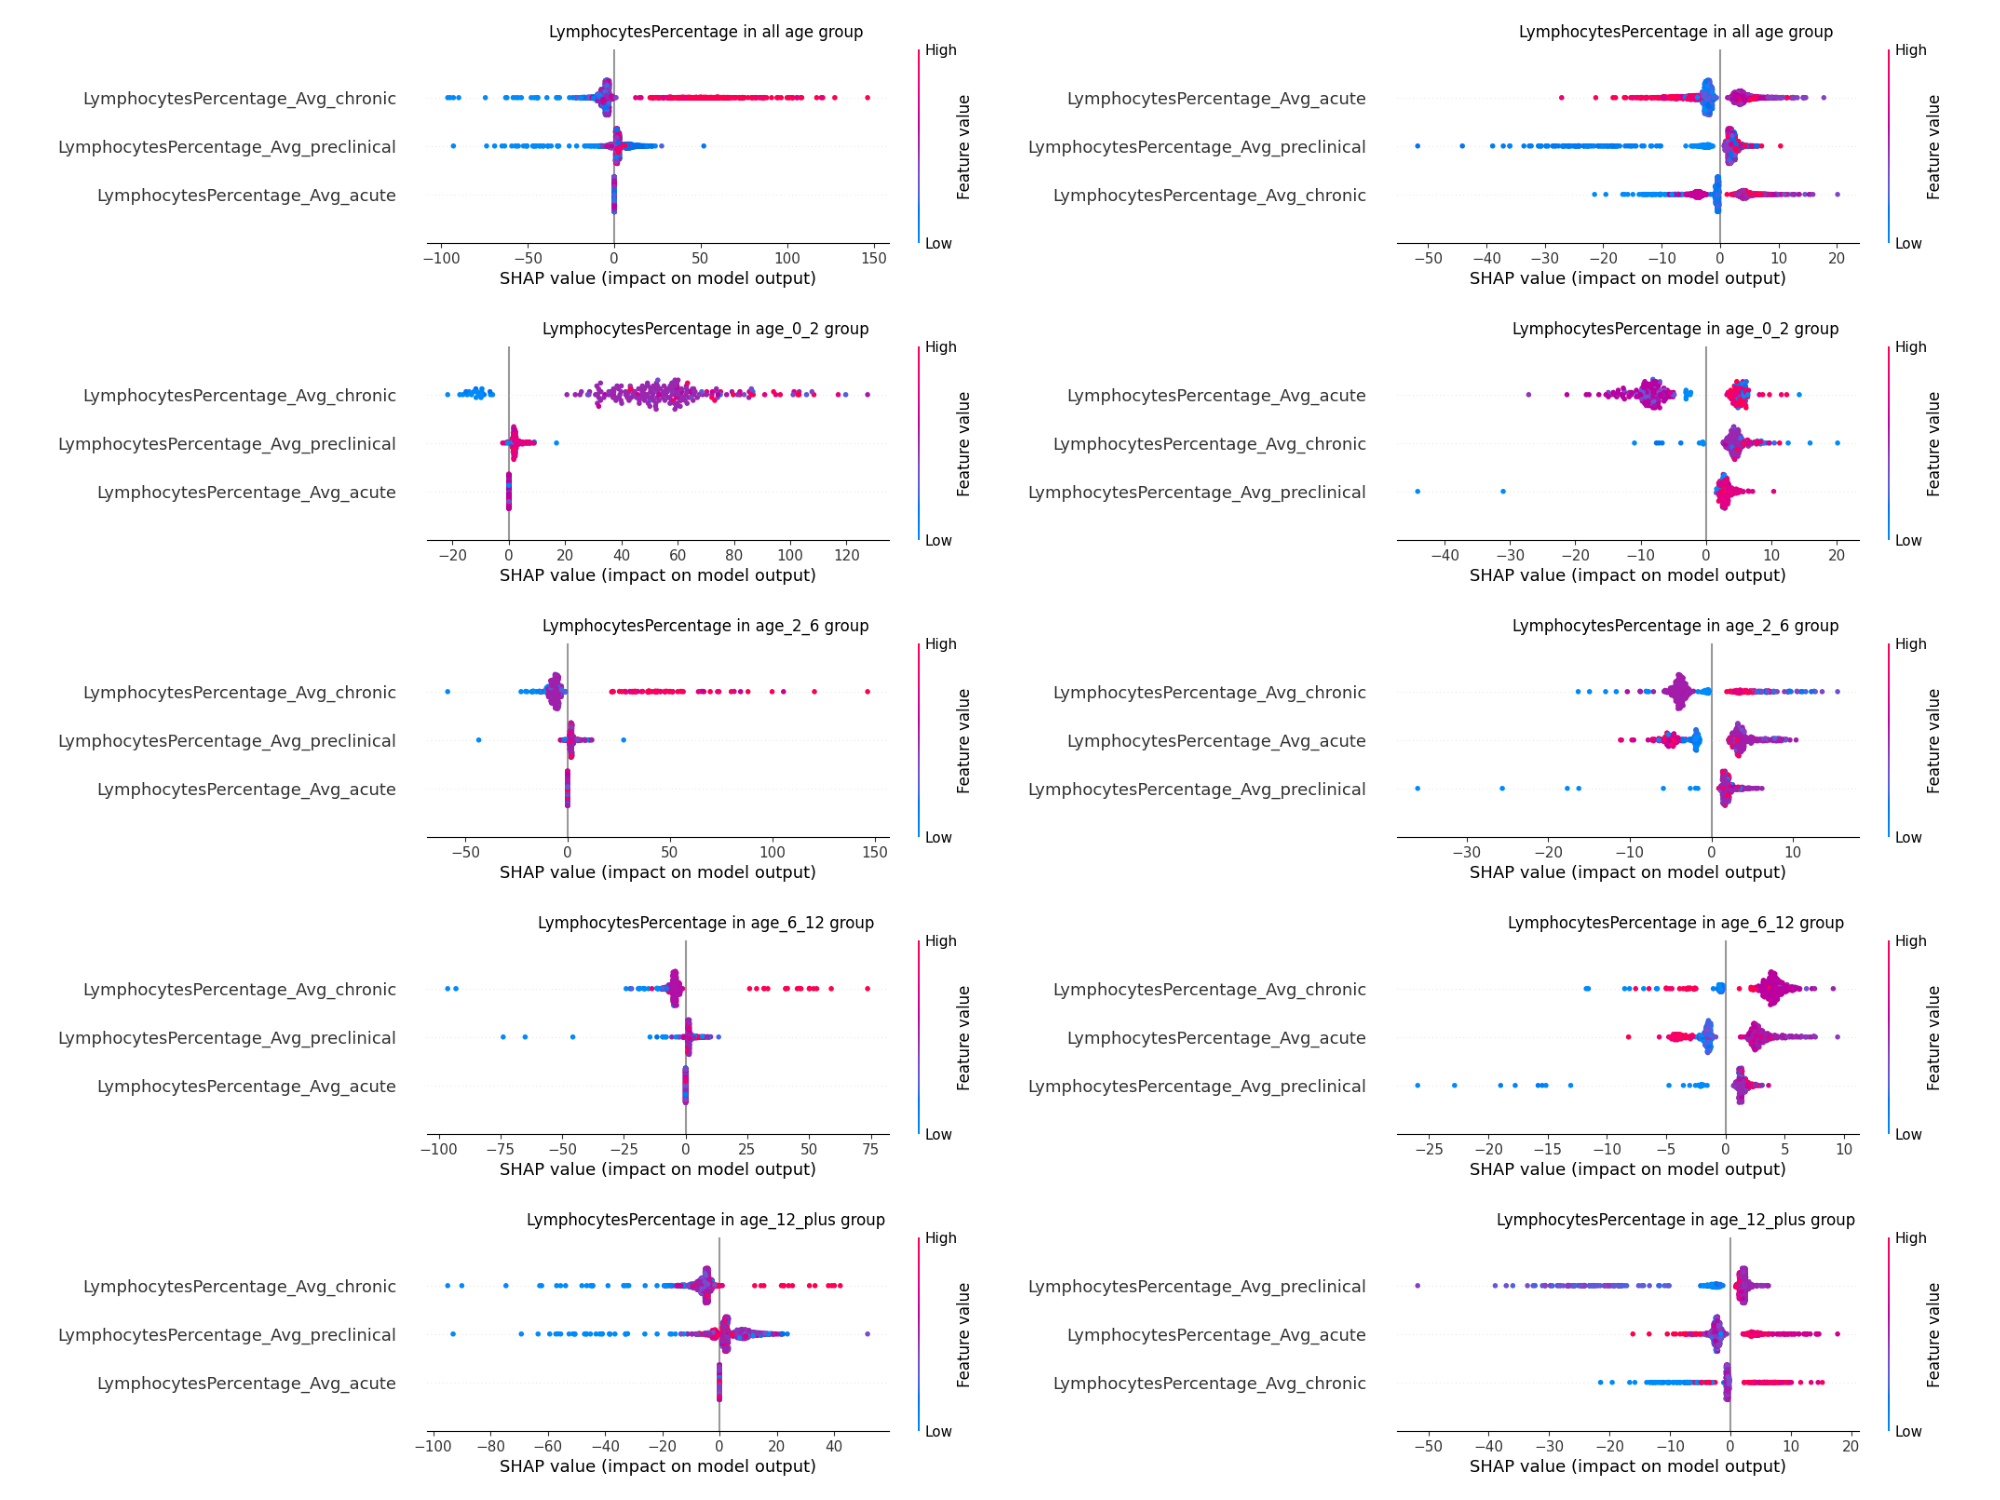 LymphocytesPercentage in all age group
High
LymphocytesPercentage_Avg_chronic
LymphocytesPercentage_Avg_preclinical
LymphocytesPercentage_Avg_acute
Feature value
Low
−100 −50 0 50 100 150
SHAP value (impact on model output)
LymphocytesPercentage in all age group
High
LymphocytesPercentage_Avg_acute
LymphocytesPercentage_Avg_preclinical
LymphocytesPercentage_Avg_chronic
Feature value
Low
−50 −40 −30 −20 −10 0 10 20
SHAP value (impact on model output)
LymphocytesPercentage in age_0_2 group
High
LymphocytesPercentage_Avg_chronic
LymphocytesPercentage_Avg_preclinical
LymphocytesPercentage_Avg_acute
Feature value
Low
−20 0 20 40 60 80 100 120
SHAP value (impact on model output)
LymphocytesPercentage in age_0_2 group
High
LymphocytesPercentage_Avg_acute
LymphocytesPercentage_Avg_chronic
LymphocytesPercentage_Avg_preclinical
Feature value
Low
−40 −30 −20 −10 0 10 20
SHAP value (impact on model output)
LymphocytesPercentage in age_2_6 group
High
LymphocytesPercentage_Avg_chronic
LymphocytesPercentage_Avg_preclinical
LymphocytesPercentage_Avg_acute
Feature value
Low
−50 0 50 100 150
SHAP value (impact on model output)
LymphocytesPercentage in age_2_6 group
High
LymphocytesPercentage_Avg_chronic
LymphocytesPercentage_Avg_acute
LymphocytesPercentage_Avg_preclinical
Feature value
Low
−30 −20 −10 0 10
SHAP value (impact on model output)
LymphocytesPercentage in age_6_12 group
High
LymphocytesPercentage_Avg_chronic
LymphocytesPercentage_Avg_preclinical
LymphocytesPercentage_Avg_acute
Feature value
Low
−100 −75 −50 −25 0 25 50 75
SHAP value (impact on model output)
LymphocytesPercentage in age_6_12 group
High
LymphocytesPercentage_Avg_chronic
LymphocytesPercentage_Avg_acute
LymphocytesPercentage_Avg_preclinical
Feature value
Low
−25 −20 −15 −10 −5 0 5 10
SHAP value (impact on model output)
LymphocytesPercentage in age_12_plus group
High
LymphocytesPercentage_Avg_chronic
LymphocytesPercentage_Avg_preclinical
LymphocytesPercentage_Avg_acute
Feature value
Low
−100 −80 −60 −40 −20 0 20 40
SHAP value (impact on model output)
LymphocytesPercentage in age_12_plus group
High
LymphocytesPercentage_Avg_preclinical
LymphocytesPercentage_Avg_acute
LymphocytesPercentage_Avg_chronic
Feature value
Low
−50 −40 −30 −20 −10 0 10 20
SHAP value (impact on model output)